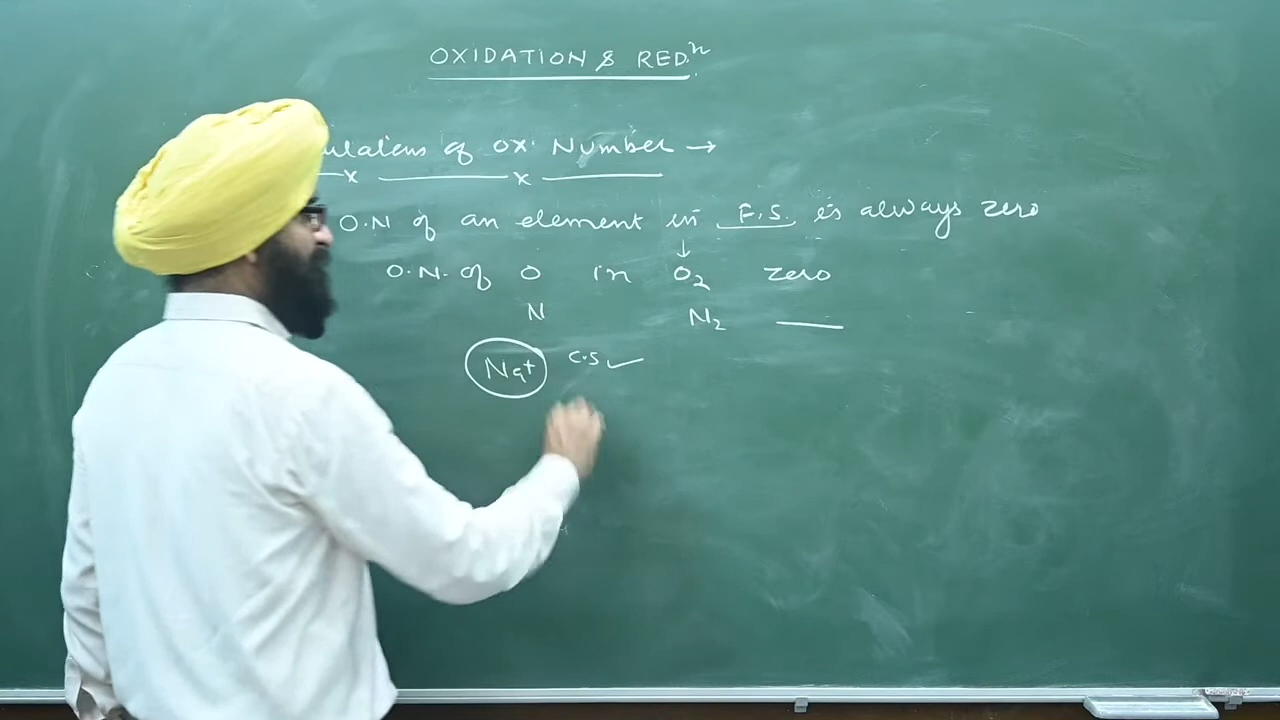 OXIDATION & REDⁿ.
ulations of OX. Number →
O.N of an element in F.S. is always zero
↓
O.N. of O in O₂ zero
N N₂ ——
Na⁺ C.S ✓